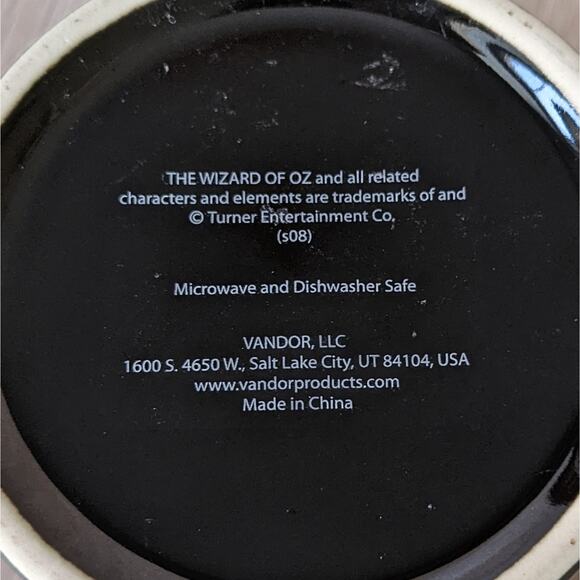 THE WIZARD OF OZ and all related
characters and elements are trademarks of and
© Turner Entertainment Co.
(s08)
Microwave and Dishwasher Safe
VANDOR, LLC
1600 S. 4650 W., Salt Lake City, UT 84104, USA
www.vandorproducts.com
Made in China